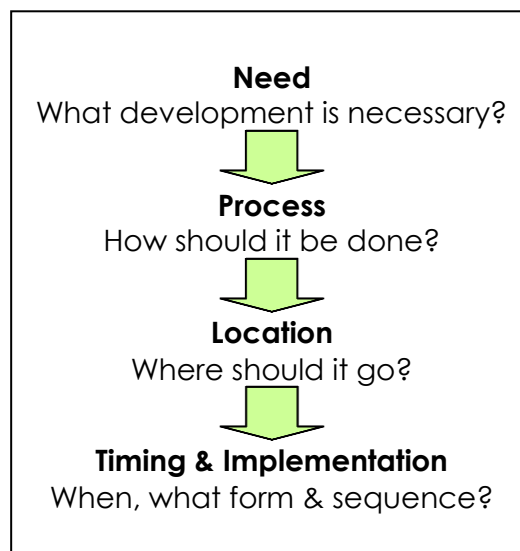 Need
What development is necessary?
Process
How should it be done?
Location
Where should it go?
Timing & Implementation
When, what form & sequence?